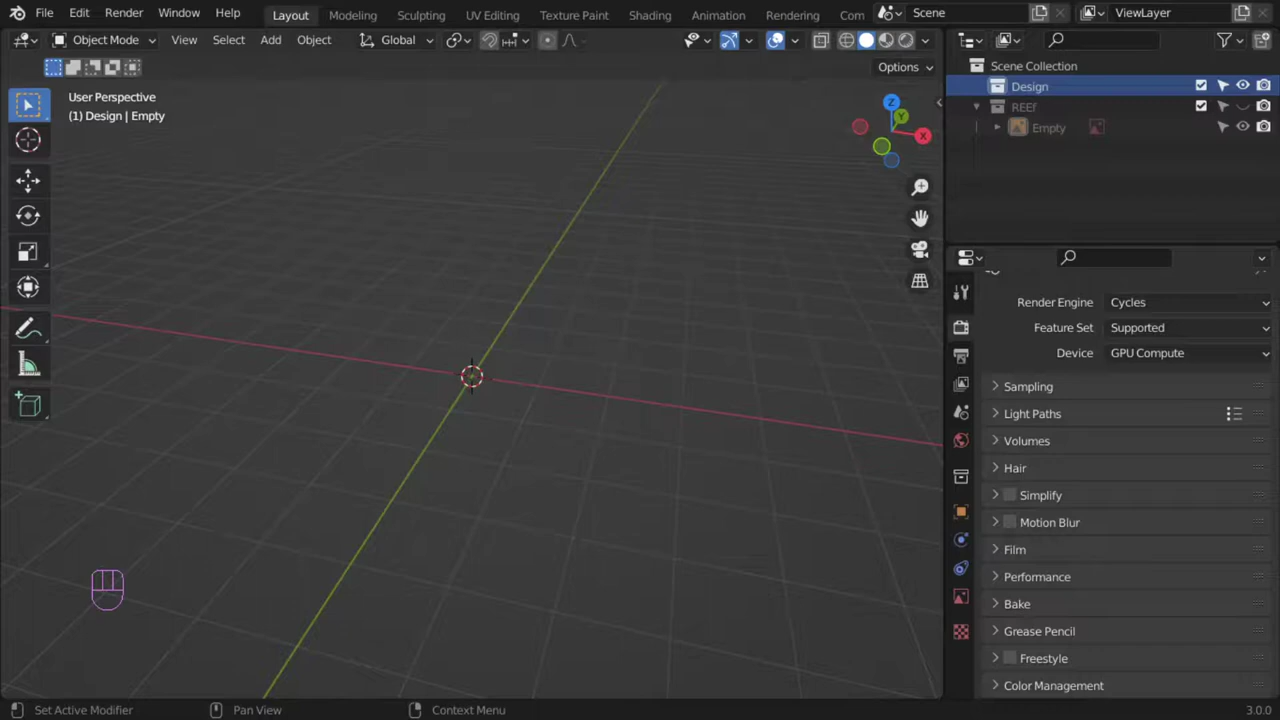 File Edit Render Window Help Layout Modeling Sculpting UV Editing Texture Paint Shading Animation Rendering Com Scene ViewLayer
Object Mode View Select Add Object Global
Options
User Perspective
(1) Design | Empty
Z
Y
X
Scene Collection
Design
REEf
Empty
Render Engine Cycles
Feature Set Supported
Device GPU Compute
Sampling
Light Paths
Volumes
Hair
Simplify
Motion Blur
Film
Performance
Bake
Grease Pencil
Freestyle
Color Management
Set Active Modifier Pan View Context Menu 3.0.0